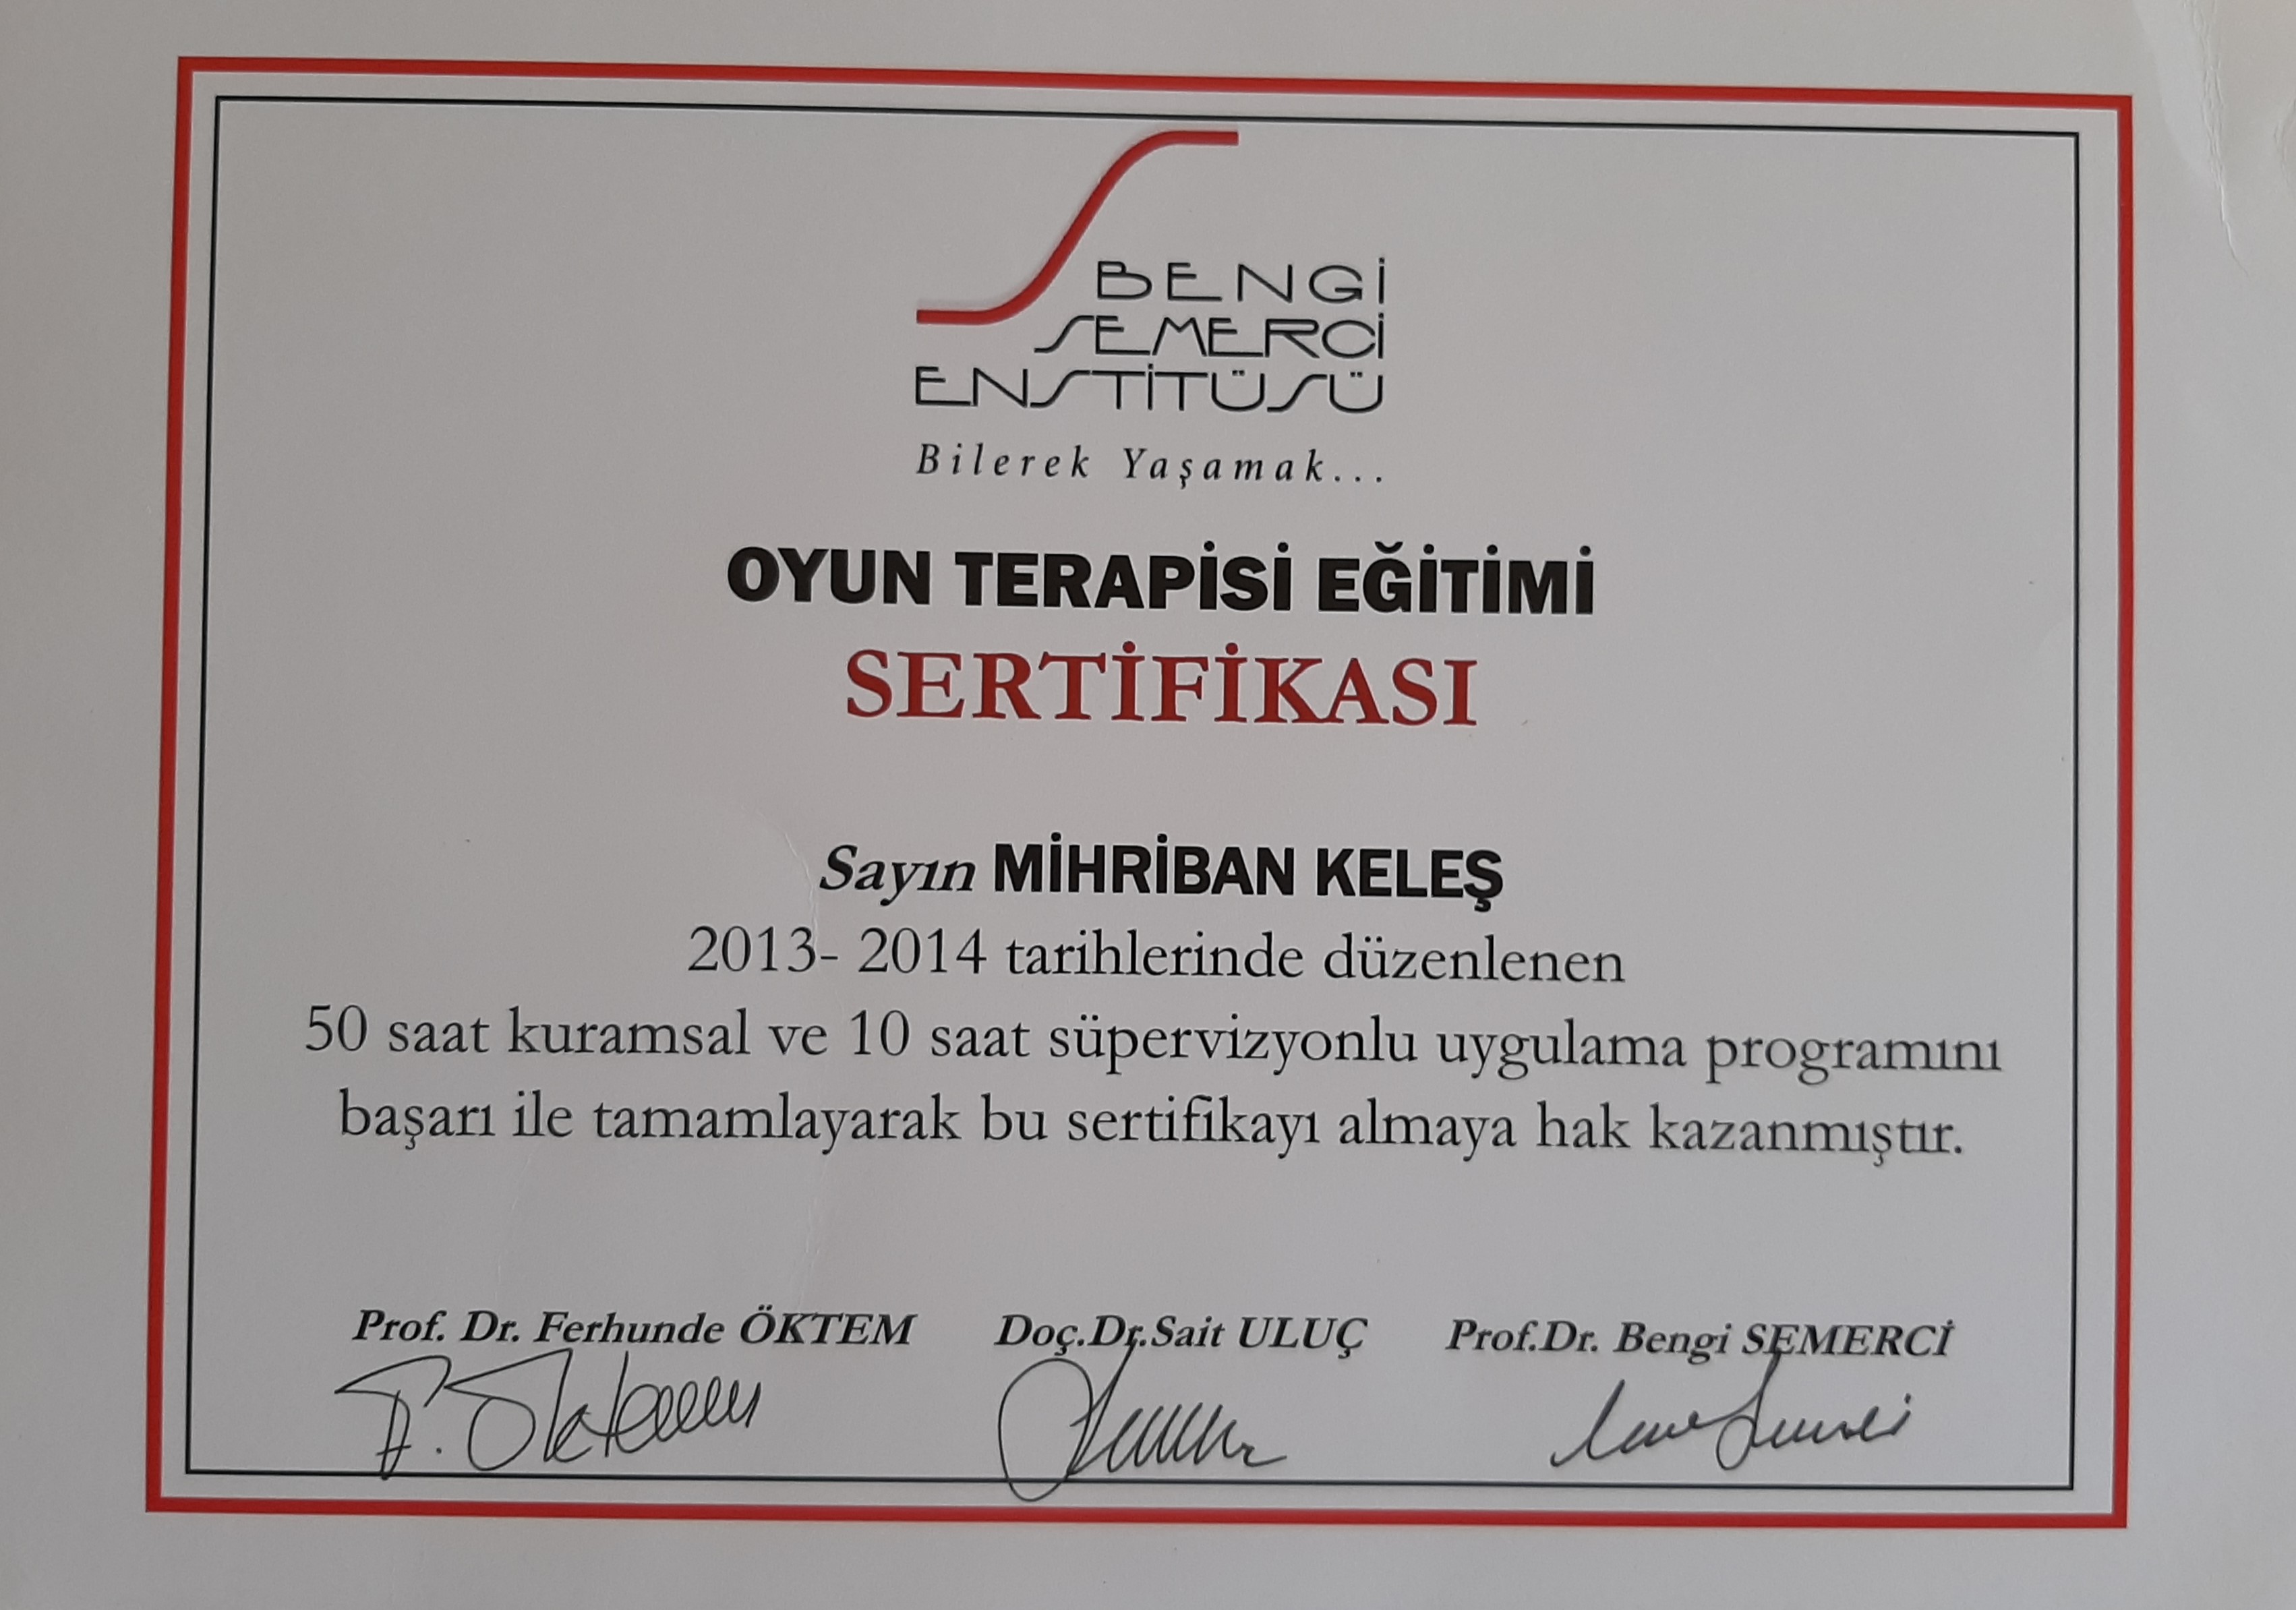 BENGİ
SEMERCİ
ENSTİTÜSÜ
Bilerek Yaşamak...
OYUN TERAPİSİ EĞİTİMİ
SERTİFİKASI
Sayın MİHRİBAN KELEŞ
2013- 2014 tarihlerinde düzenlenen
50 saat kuramsal ve 10 saat süpervizyonlu uygulama programını
başarı ile tamamlayarak bu sertifikayı almaya hak kazanmıştır.
Prof. Dr. Ferhunde ÖKTEM Doç.Dr.Sait ULUÇ Prof.Dr. Bengi SEMERCİ
F. Öktem